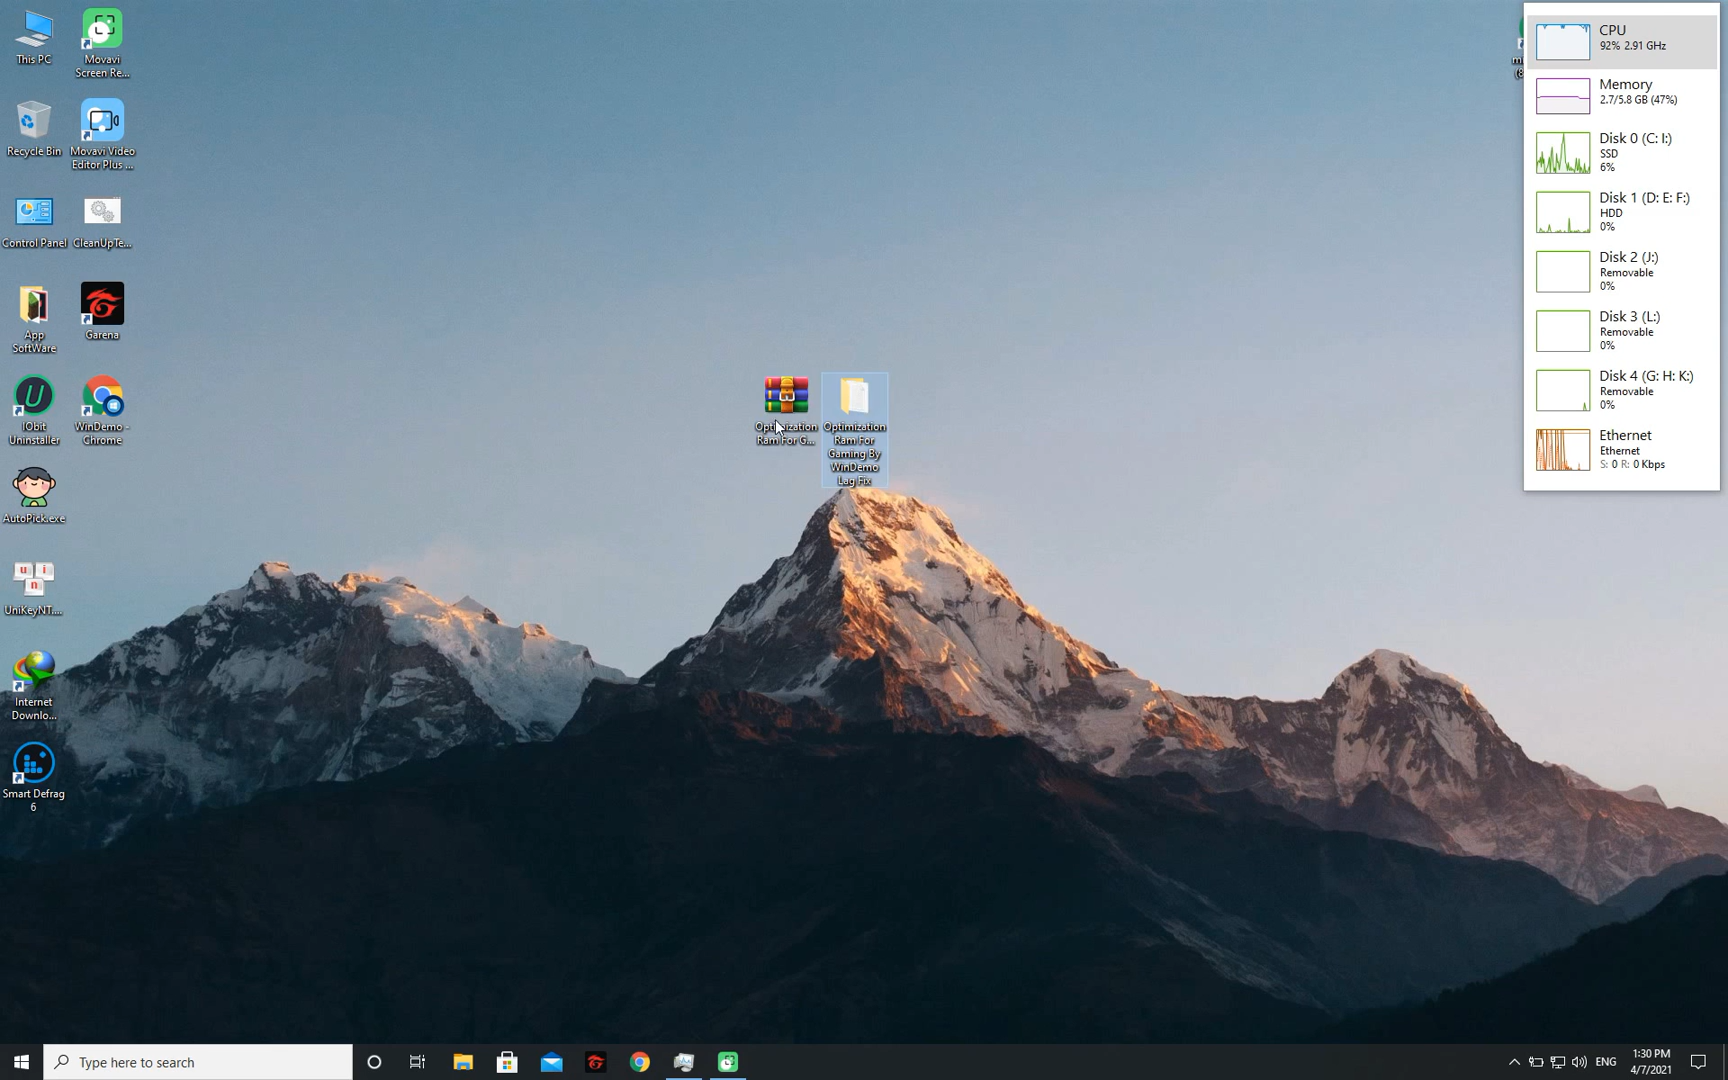 This PC
Movavi
Screen Re...
Recycle Bin
Movavi Video
Editor Plus ...
Control Panel
CleanUpTe...
App
SoftWare
Garena
IObit
Uninstaller
WinDemo -
Chrome
AutoPick.exe
UniKeyNT....
Internet
Downlo...
Smart Defrag
6
Optimization
Ram For G...
Optimization
Ram For
Gaming By
WinDemo
Lag Fix
CPU
92% 2.91 GHz
Memory
2.7/5.8 GB (47%)
Disk 0 (C: I:)
SSD
6%
Disk 1 (D: E: F:)
HDD
0%
Disk 2 (J:)
Removable
0%
Disk 3 (L:)
Removable
0%
Disk 4 (G: H: K:)
Removable
0%
Ethernet
Ethernet
S: 0 R: 0 Kbps
Type here to search
ENG
1:30 PM
4/7/2021